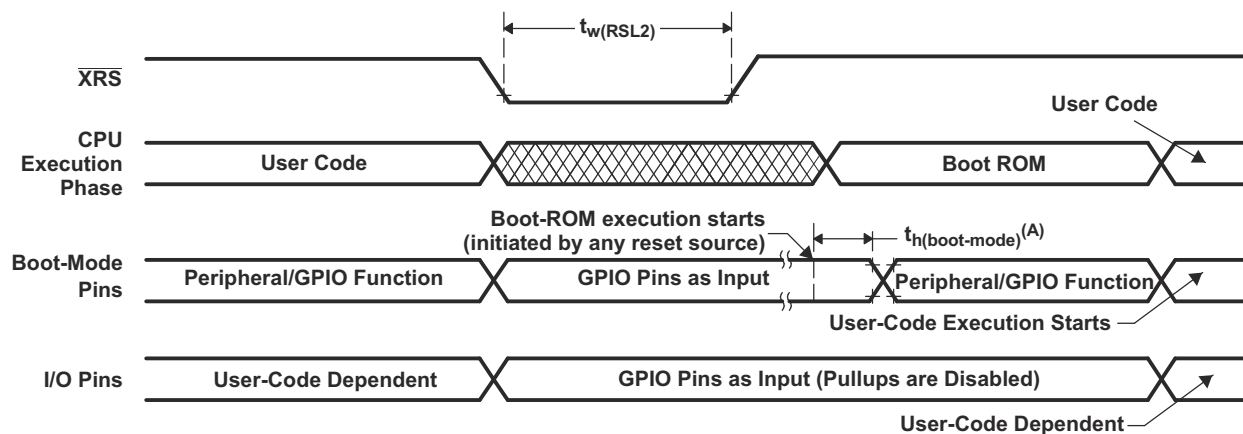 tw(RSL2)
XRS
User Code
CPU
Execution
Phase
User Code
Boot ROM
Boot-ROM execution starts
(initiated by any reset source)
th(boot-mode)(A)
Boot-Mode
Pins
Peripheral/GPIO Function
GPIO Pins as Input
Peripheral/GPIO Function
User-Code Execution Starts
I/O Pins
User-Code Dependent
GPIO Pins as Input (Pullups are Disabled)
User-Code Dependent